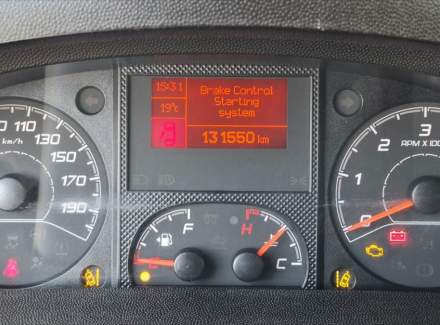 15:31
19°c
Brake Control
Starting
system
131550 km
110
130
150
170
190
km/h
F
H
C
0
1
2
3
RPM X 100